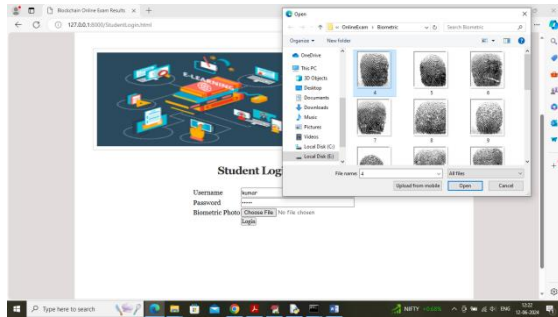 Blockchain Online Exam Results
127.0.0.1:8000/StudentLogin.html
E-LEARNING
Student Log
Username kumar
Password
Biometric Photo Choose File No file chosen
Login
Open
OnlineExam > Biometric
Search Biometric
Organize New folder
OneDrive
This PC
3D Objects
Desktop
Documents
Downloads
Music
Pictures
Videos
Local Disk (C:)
Local Disk (E:)
4 5 6
7 8 9
File name: 4 All Files
Upload from mobile Open Cancel
Type here to search
NIFTY
ENG
12:22
12-06-2024